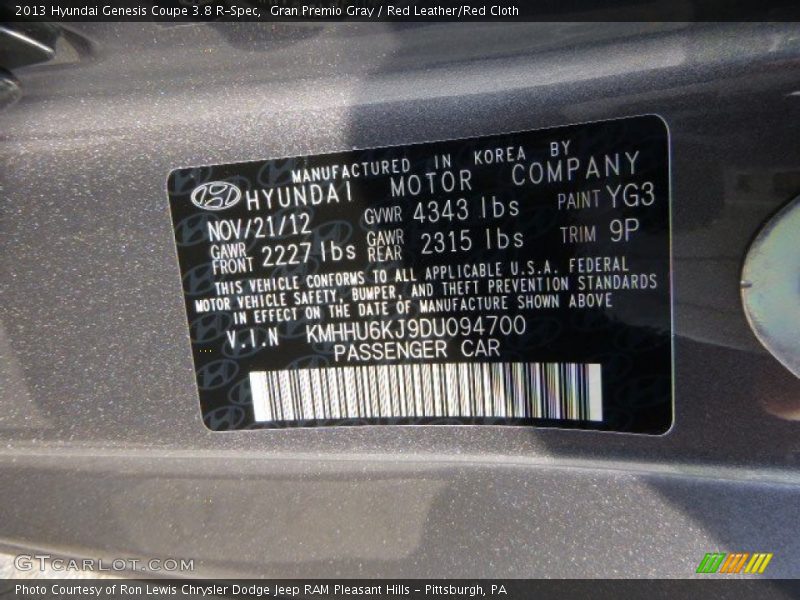 2013 Hyundai Genesis Coupe 3.8 R-Spec,  Gran Premio Gray / Red Leather/Red Cloth
MANUFACTURED IN KOREA BY
HYUNDAI MOTOR COMPANY
NOV/21/12 GVWR 4343 lbs PAINT YG3
GAWR FRONT 2227 lbs GAWR REAR 2315 lbs TRIM 9P
THIS VEHICLE CONFORMS TO ALL APPLICABLE U.S.A. FEDERAL
MOTOR VEHICLE SAFETY, BUMPER, AND THEFT PREVENTION STANDARDS
IN EFFECT ON THE DATE OF MANUFACTURE SHOWN ABOVE
V.I.N KMHHU6KJ9DU094700
PASSENGER CAR
GTCARLOT.COM
Photo Courtesy of Ron Lewis Chrysler Dodge Jeep RAM Pleasant Hills - Pittsburgh, PA